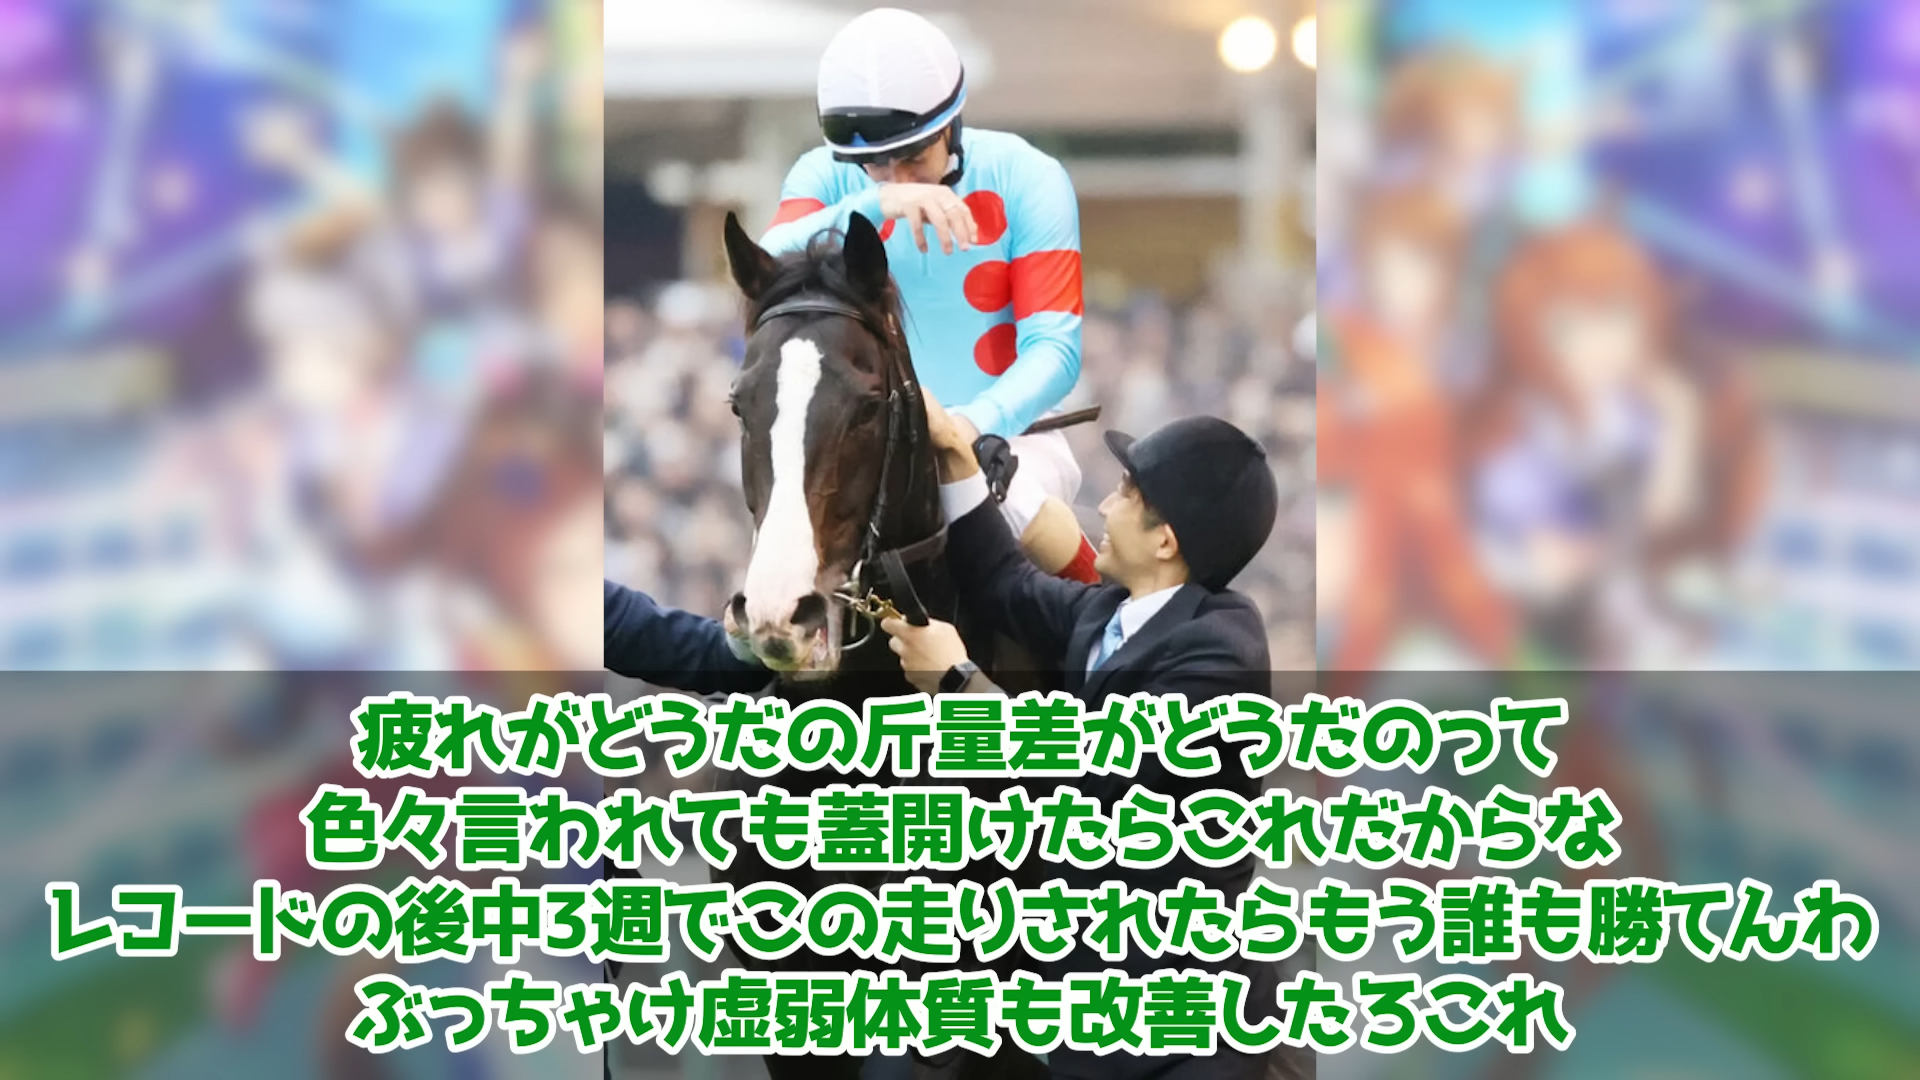 疲れがどうだの斤量差がどうだのって
色々言われても蓋開けたらこれだからな
レコードの後中3週でこの走りされたらもう誰も勝てんわ
ぶっちゃけ虚弱体質も改善したろこれ